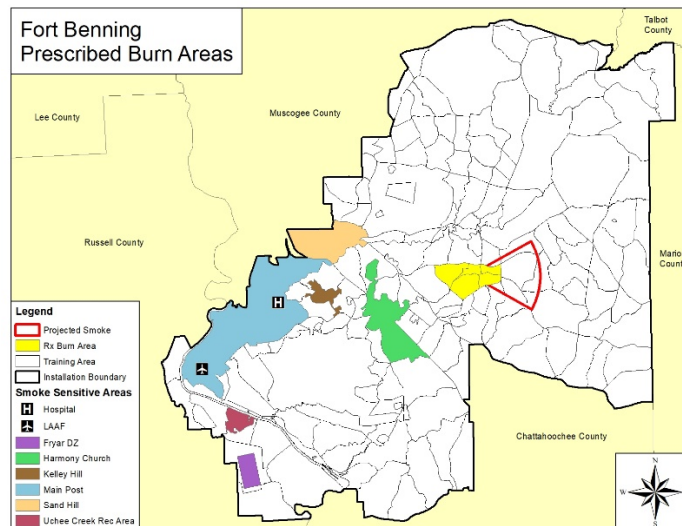 Fort Benning
Prescribed Burn Areas
Talbot
County
Lee County
Muscogee County
Russell County
Mario
Count
Chattahoochee County
Legend
Projected Smoke
Rx Burn Area
Training Area
Installation Boundary
Smoke Sensitive Areas
H Hospital
LAAF
Fryar DZ
Harmony Church
Kelley Hill
Main Post
Sand Hill
Uchee Creek Rec Area
H
N
W E
S